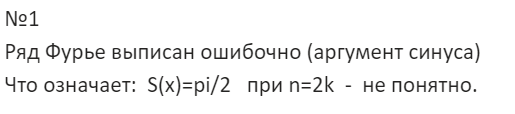 №1
Ряд Фурье выписан ошибочно (аргумент синуса)
Что означает:  S(x)=pi/2   при n=2k  -  не понятно.